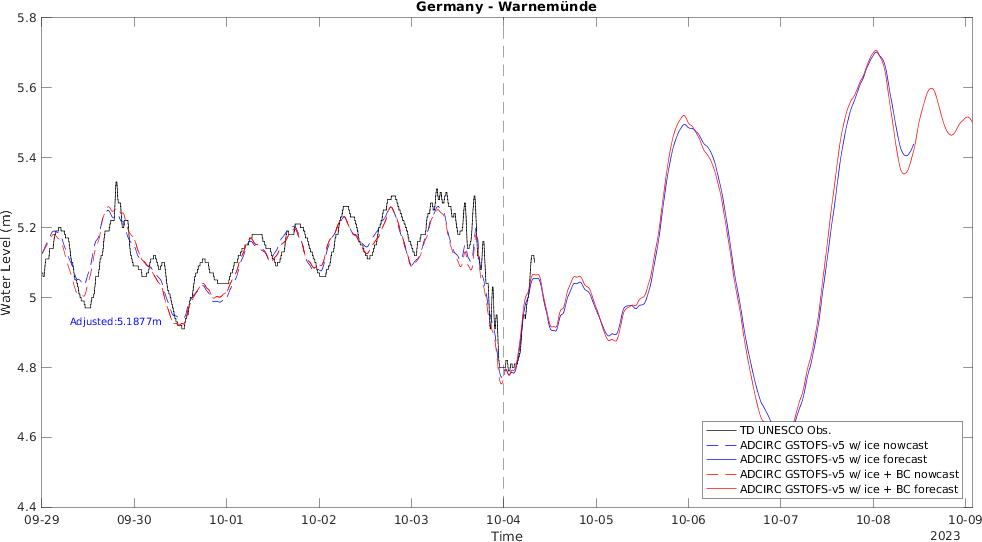 Germany - Warnemünde
5.8
5.6
5.4
5.2
5
4.8
4.6
4.4
Water Level (m)
Adjusted:5.1877m
TD UNESCO Obs.
ADCIRC GSTOFS-v5 w/ ice nowcast
ADCIRC GSTOFS-v5 w/ ice forecast
ADCIRC GSTOFS-v5 w/ ice + BC nowcast
ADCIRC GSTOFS-v5 w/ ice + BC forecast
09-29 09-30 10-01 10-02 10-03 10-04 10-05 10-06 10-07 10-08 10-09
Time
2023